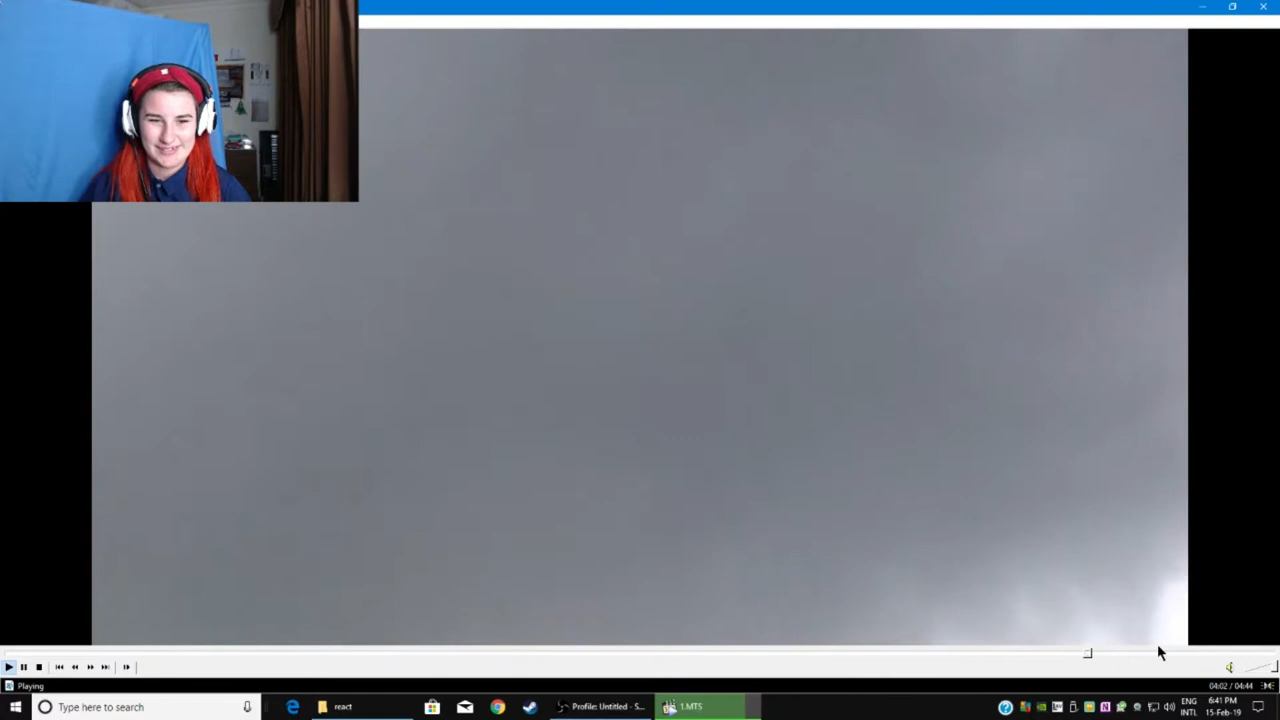 Playing
04:02 / 04:44
Type here to search
react
Profile: Untitled - S...
1.MTS
ENG
INTL
6:41 PM
15-Feb-19